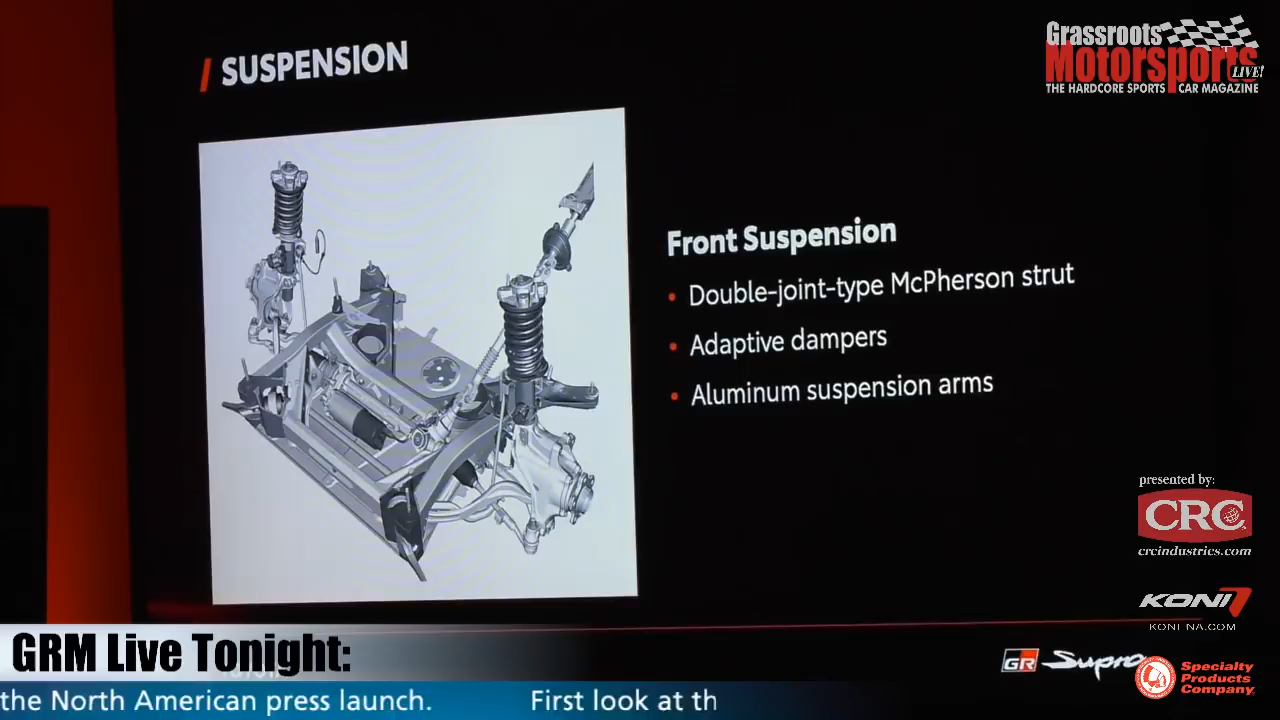 Grassroots
Motorsports
LIVE!
THE HARDCORE SPORTS CAR MAGAZINE
/ SUSPENSION
Front Suspension
• Double-joint-type McPherson strut
• Adaptive dampers
• Aluminum suspension arms
presented by:
CRC
crcindustries.com
KONI
KONI-NA.COM
GR Supra
Specialty
Products
Company
GRM Live Tonight:
the North American press launch. First look at th